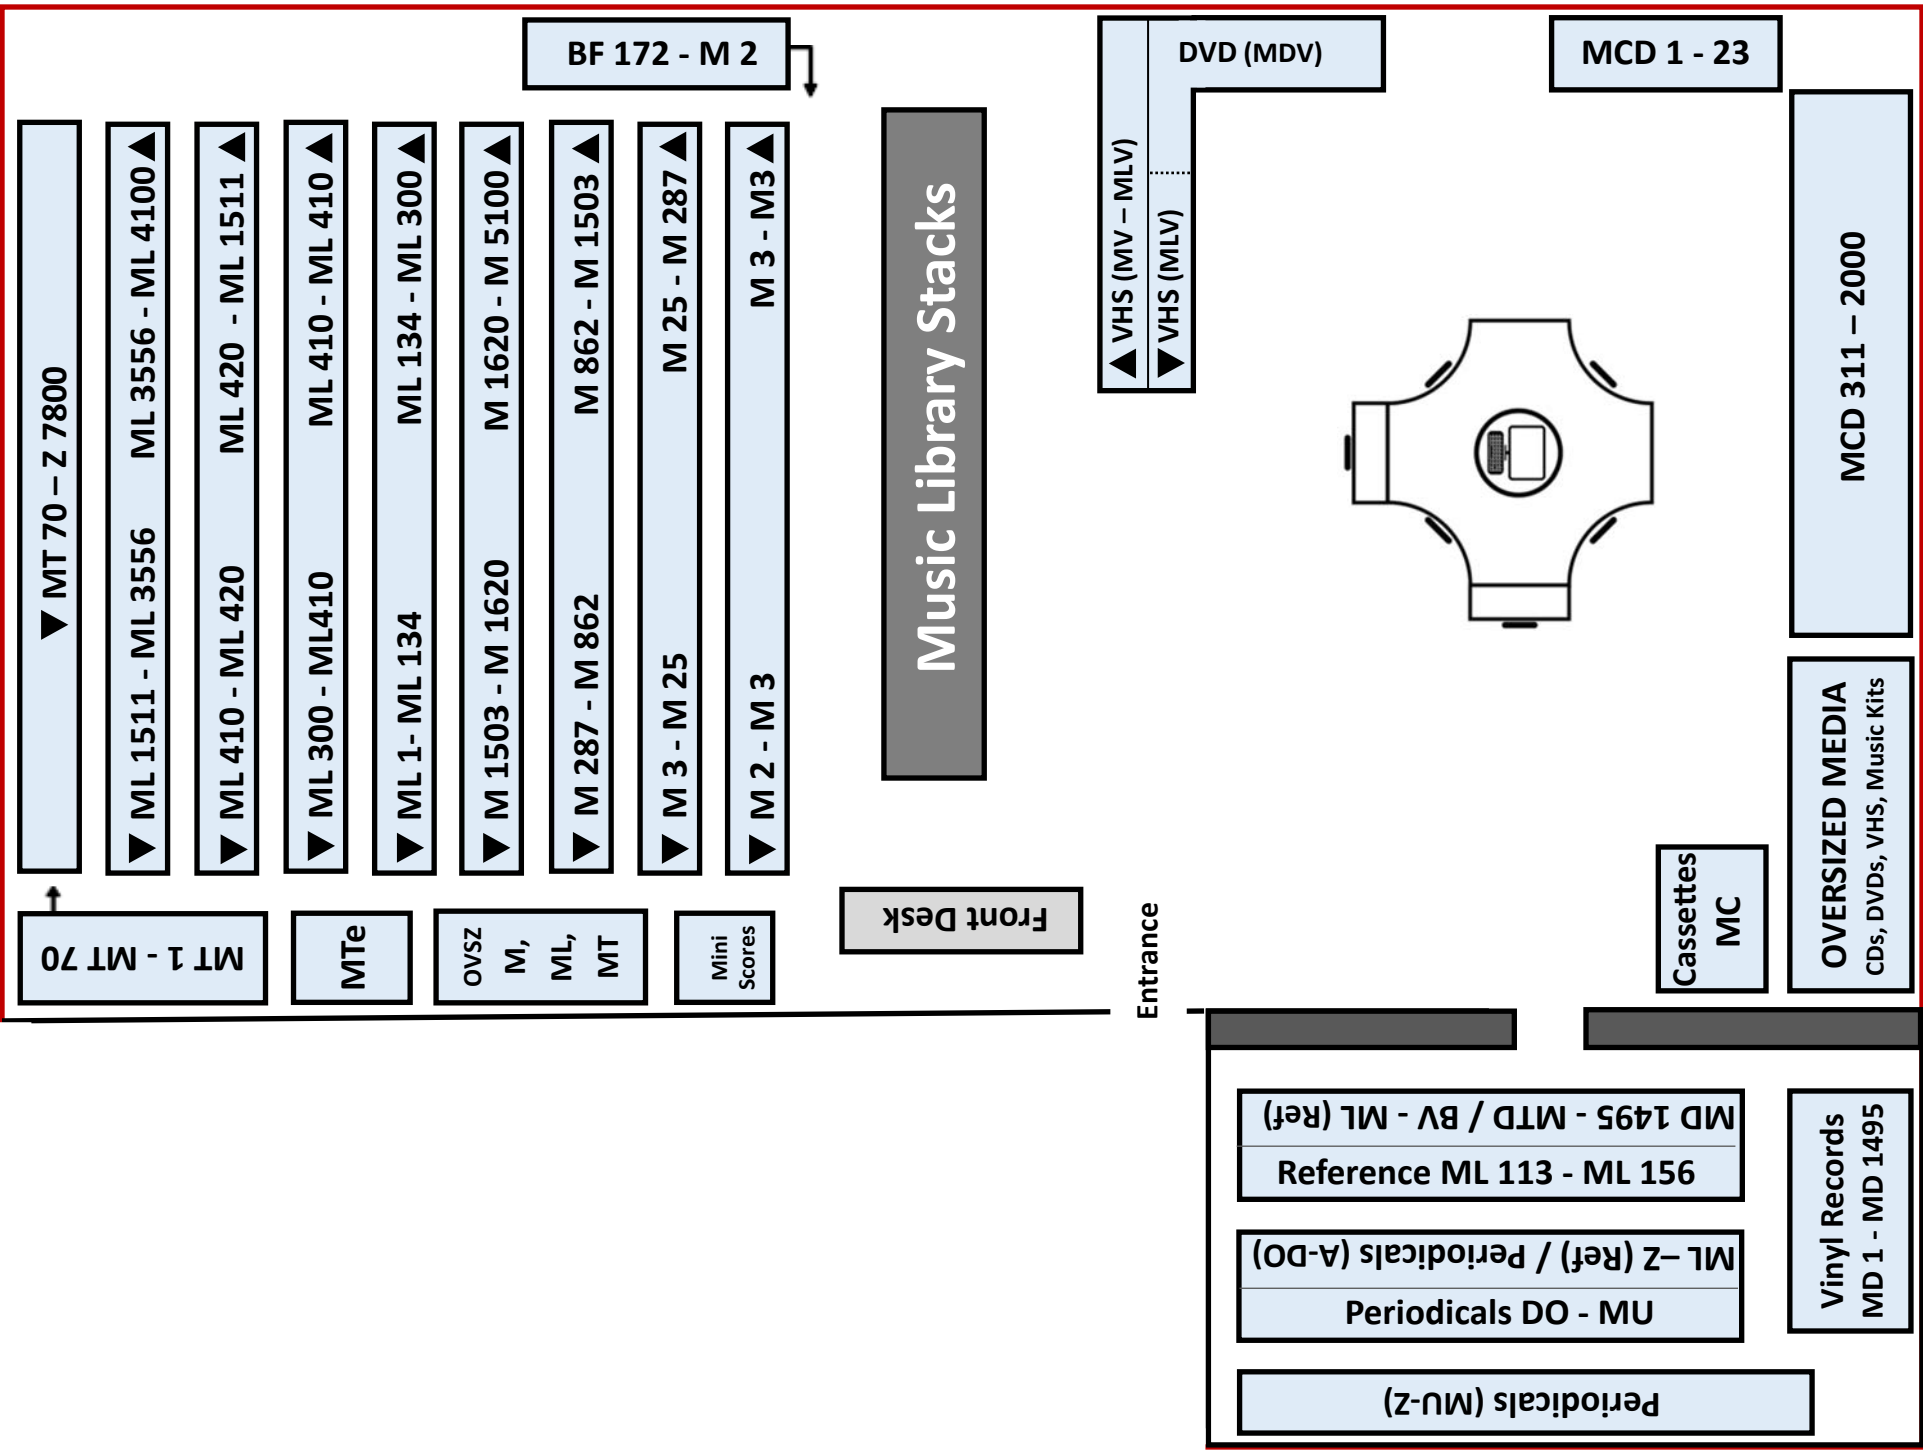 BF 172 - M 2
DVD (MDV)
MCD 1 - 23
▼ MT 70 – Z 7800
▼ ML 1511 - ML 3556 ML 3556 - ML 4100 ▲
▼ ML 410 - ML 420 ML 420 - ML 1511 ▲
▼ ML 300 - ML410 ML 410 - ML 410 ▲
▼ ML 1- ML 134 ML 134 - ML 300 ▲
▼ M 1503 - M 1620 M 1620 - M 5100 ▲
▼ M 287 - M 862 M 862 - M 1503 ▲
▼ M 3 - M 25 M 25 - M 287 ▲
▼ M 2 - M 3 M 3 - M3 ▲
Music Library Stacks
▲ VHS (MV – MLV)
▼ VHS (MLV)
MCD 311 – 2000
OVERSIZED MEDIA
CDs, DVDs, VHS, Music Kits
Cassettes
MC
MT 1 - MT 70
MTe
OVSZ
M,
ML,
MT
Mini
Scores
Front Desk
Entrance
MD 1495 - MTD / BV - ML (Ref)
Reference ML 113 - ML 156
ML –Z (Ref) / Periodicals (A-DO)
Periodicals DO - MU
Periodicals (MU-Z)
Vinyl Records
MD 1 - MD 1495